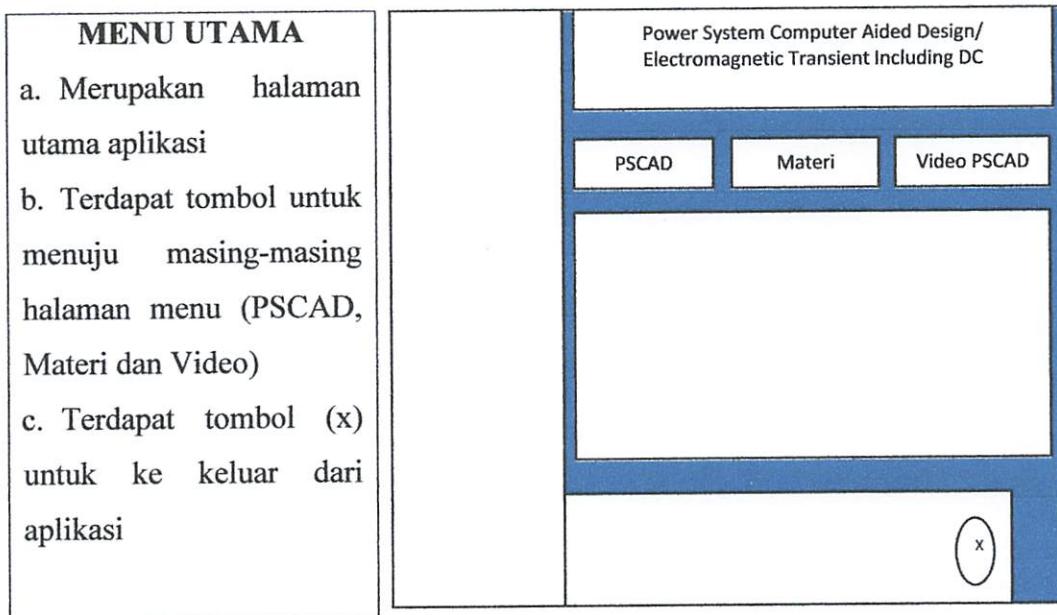 MENU UTAMA
a. Merupakan halaman
utama aplikasi
b. Terdapat tombol untuk
menuju masing-masing
halaman menu (PSCAD,
Materi dan Video)
c. Terdapat tombol (x)
untuk ke keluar dari
aplikasi
Power System Computer Aided Design/
Electromagnetic Transient Including DC
PSCAD
Materi
Video PSCAD
x